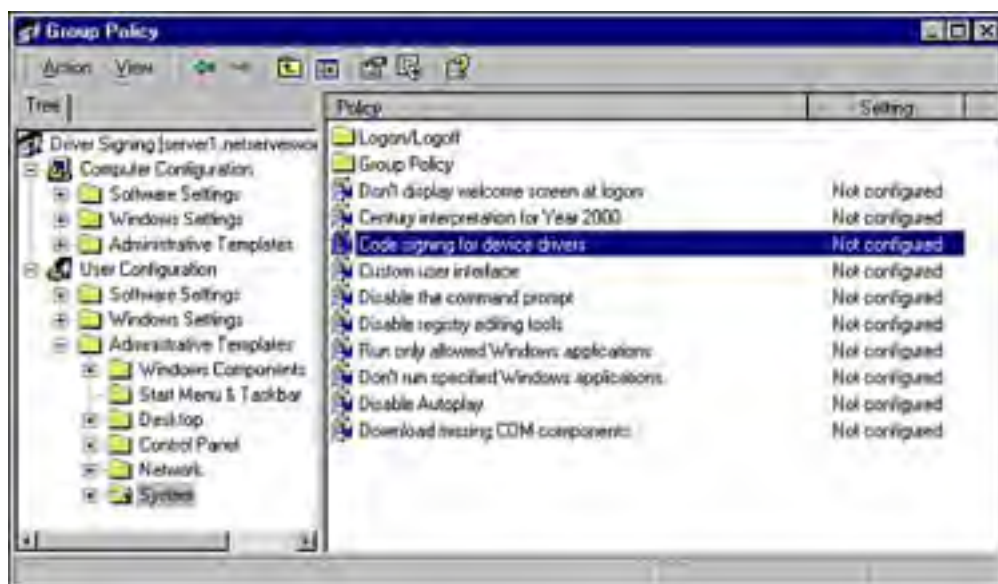 Group Policy
Action View
Tree
Policy Setting
Driver Signing [server1.netserveswor
Computer Configuration
Software Settings
Windows Settings
Administrative Templates
User Configuration
Software Settings
Windows Settings
Administrative Templates
Windows Components
Start Menu & Taskbar
Desktop
Control Panel
Network
System
Logon/Logoff
Group Policy
Don't display welcome screen at logon Not configured
Century interpretation for Year 2000 Not configured
Code signing for device drivers Not configured
Custom user interface Not configured
Disable the command prompt Not configured
Disable registry editing tools Not configured
Run only allowed Windows applications Not configured
Don't run specified Windows applications Not configured
Disable Autoplay Not configured
Download missing COM components Not configured